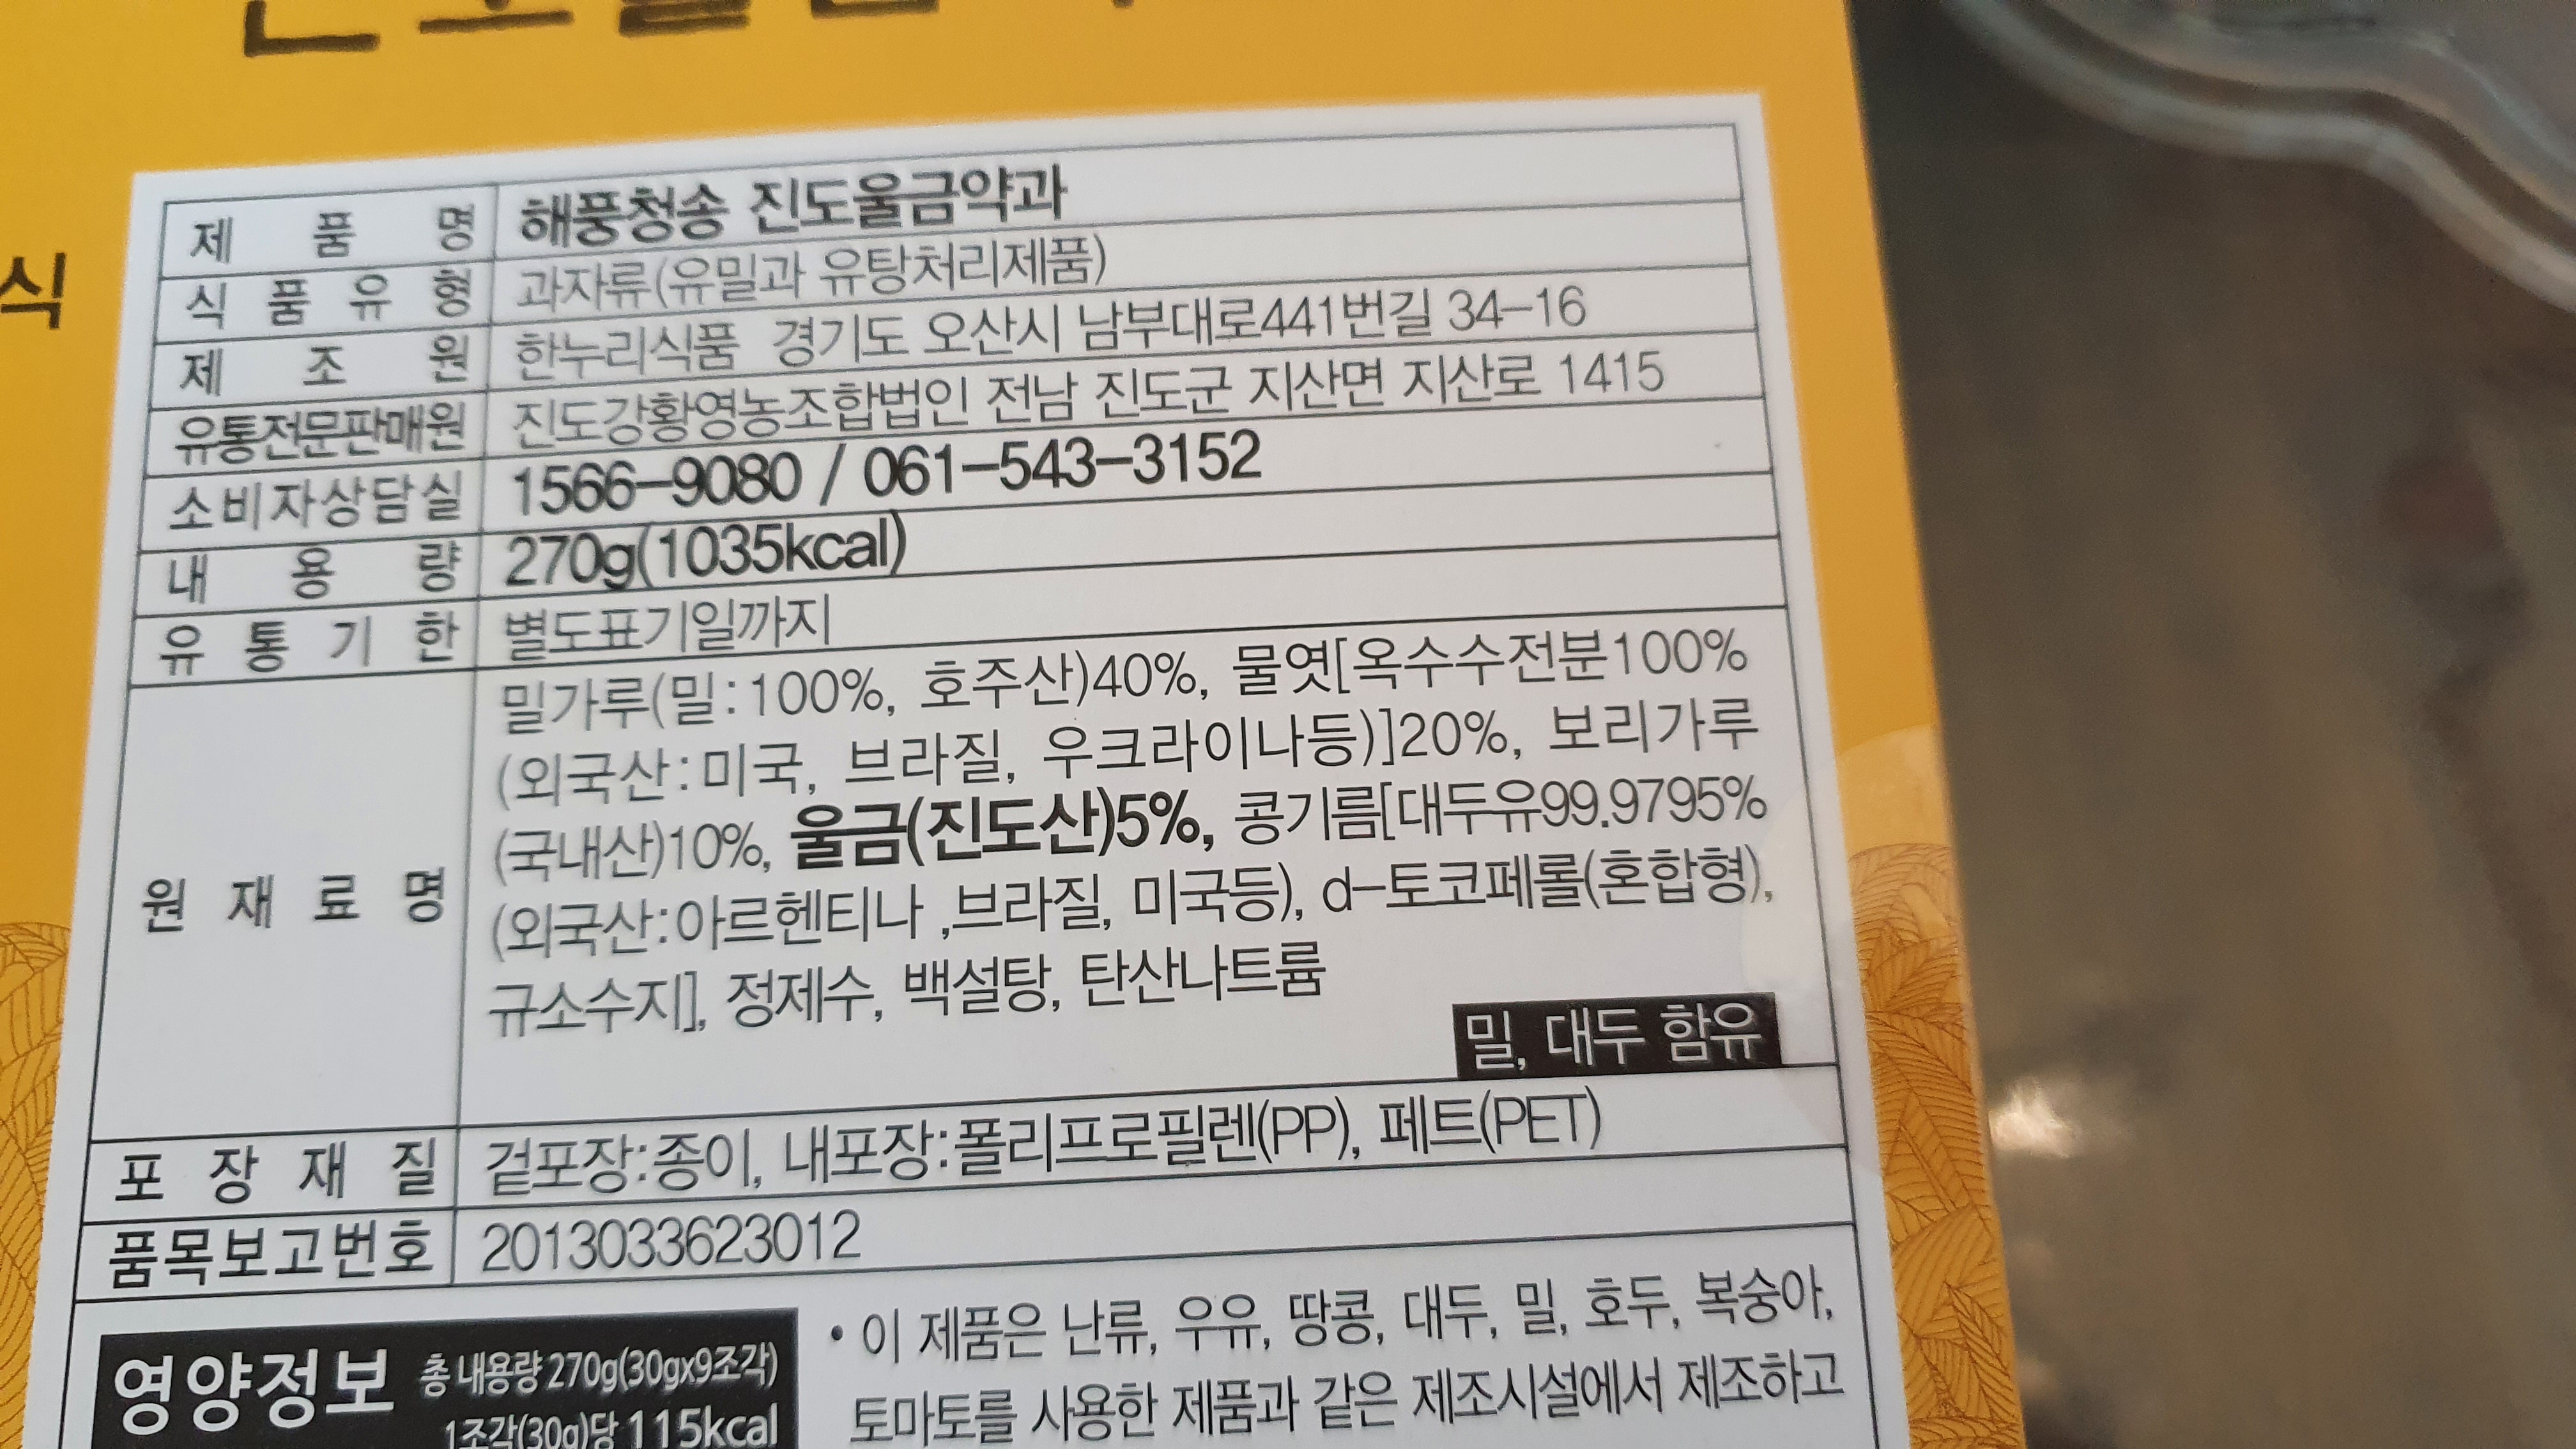 식
제품명 해풍청송 진도울금약과
식품유형 과자류(유밀과 유탕처리제품)
제조원 한누리식품 경기도 오산시 남부대로441번길 34-16
유통전문판매원 진도강황영농조합법인 전남 진도군 지산면 지산로 1415
소비자상담실 1566-9080 / 061-543-3152
내용량 270g(1035kcal)
유통기한 별도표기일까지
원재료명 밀가루(밀:100%, 호주산)40%, 물엿[옥수수전분100%
(외국산:미국, 브라질, 우크라이나등)]20%, 보리가루
(국내산)10%, 울금(진도산)5%, 콩기름[대두유99.9795%
(외국산:아르헨티나 ,브라질, 미국등), d-토코페롤(혼합형),
규소수지], 정제수, 백설탕, 탄산나트륨
밀, 대두 함유
포장재질 겉포장:종이, 내포장:폴리프로필렌(PP), 페트(PET)
품목보고번호 2013033623012
영양정보 총 내용량 270g(30gx9조각)
1조각(30g)당 115kcal
• 이 제품은 난류, 우유, 땅콩, 대두, 밀, 호두, 복숭아,
토마토를 사용한 제품과 같은 제조시설에서 제조하고